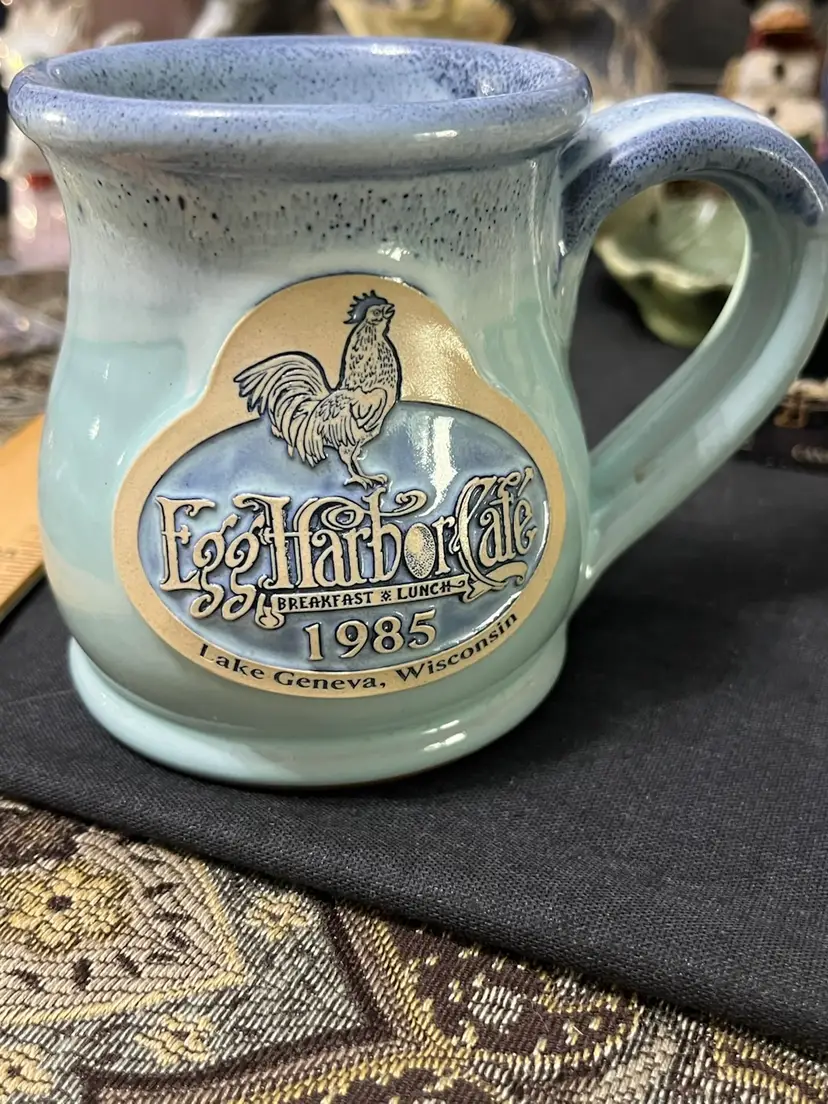 Egg Harbor Café
BREAKFAST LUNCH
1985
Lake Geneva, Wisconsin